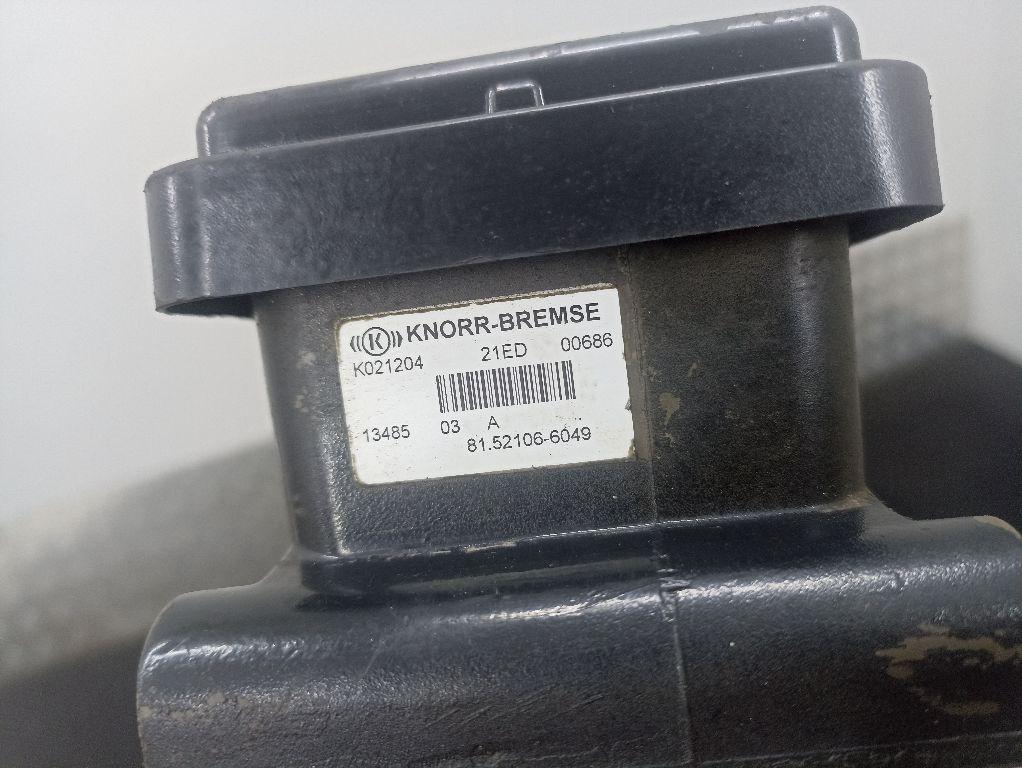 K KNORR-BREMSE
K021204 21ED 00686
13485 03 A
81.52106-6049